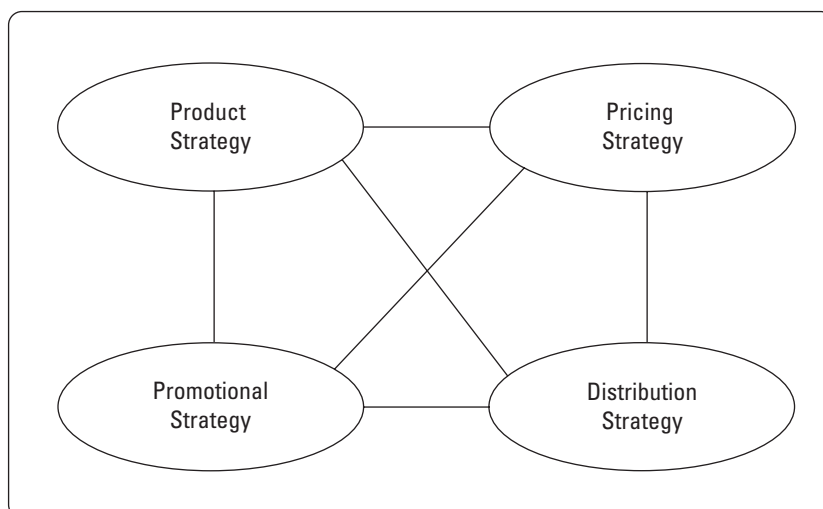 Product
Strategy
Pricing
Strategy
Promotional
Strategy
Distribution
Strategy